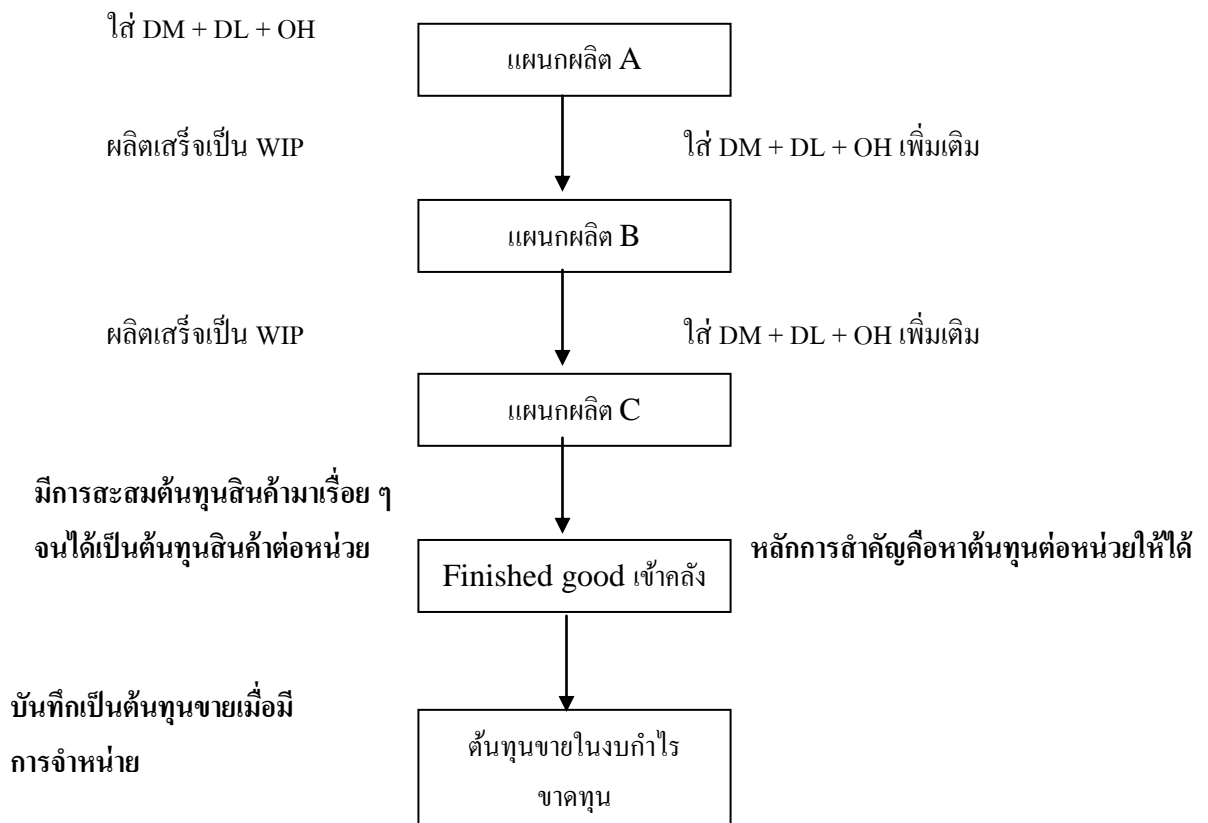 ใส่ DM + DL + OH
แผนกผลิต A
ผลิตเสร็จเป็น WIP
ใส่ DM + DL + OH เพิ่มเติม
แผนกผลิต B
ผลิตเสร็จเป็น WIP
ใส่ DM + DL + OH เพิ่มเติม
แผนกผลิต C
มีการสะสมต้นทุนสินค้ามาเรื่อย ๆ
จนได้เป็นต้นทุนสินค้าต่อหน่วย
หลักการสำคัญคือหาต้นทุนต่อหน่วยให้ได้
Finished good เข้าคลัง
บันทึกเป็นต้นทุนขายเมื่อมี
การจำหน่าย
ต้นทุนขายในงบกำไร
ขาดทุน